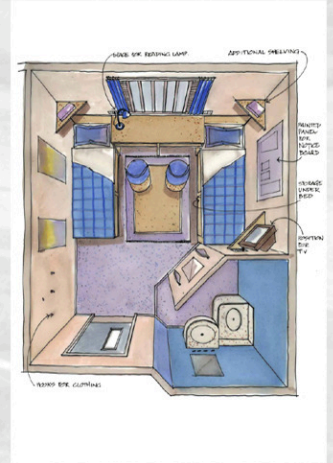 SPACE FOR READING LAMP
ADDITIONAL SHELVING
PAINTED
PANEL
FOR
NOTICE
BOARD
STORAGE
UNDER
BED
POSITION
FOR
TV
HOOKS FOR CLOTHING